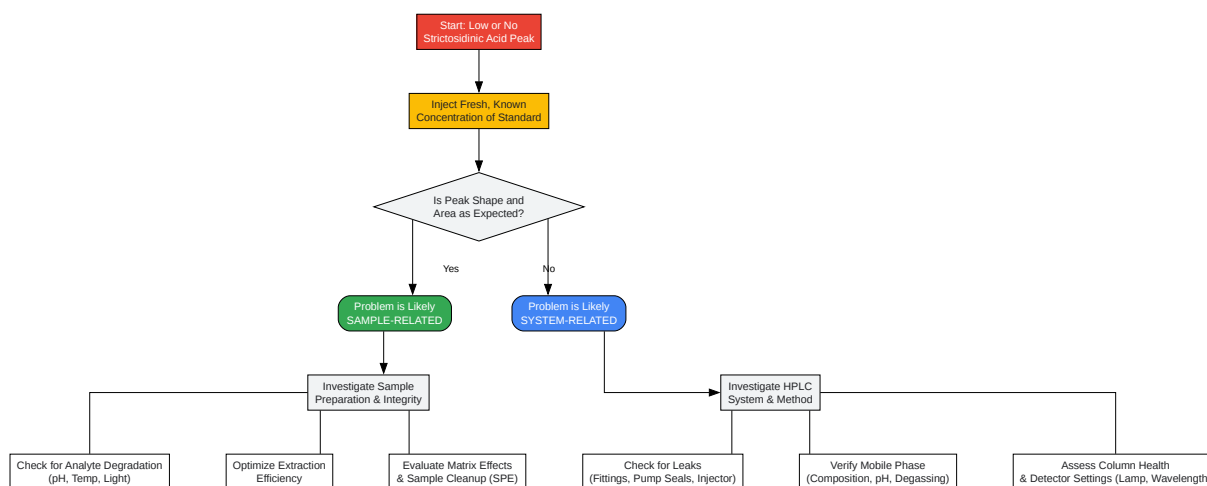 Start: Low or No
Strictosidinic Acid Peak
Inject Fresh, Known
Concentration of Standard
Is Peak Shape and
Area as Expected?
Yes
No
Problem is Likely
SAMPLE-RELATED
Problem is Likely
SYSTEM-RELATED
Investigate Sample
Preparation & Integrity
Investigate HPLC
System & Method
Check for Analyte Degradation
(pH, Temp, Light)
Optimize Extraction
Efficiency
Evaluate Matrix Effects
& Sample Cleanup (SPE)
Check for Leaks
(Fittings, Pump Seals, Injector)
Verify Mobile Phase
(Composition, pH, Degassing)
Assess Column Health
& Detector Settings (Lamp, Wavelength